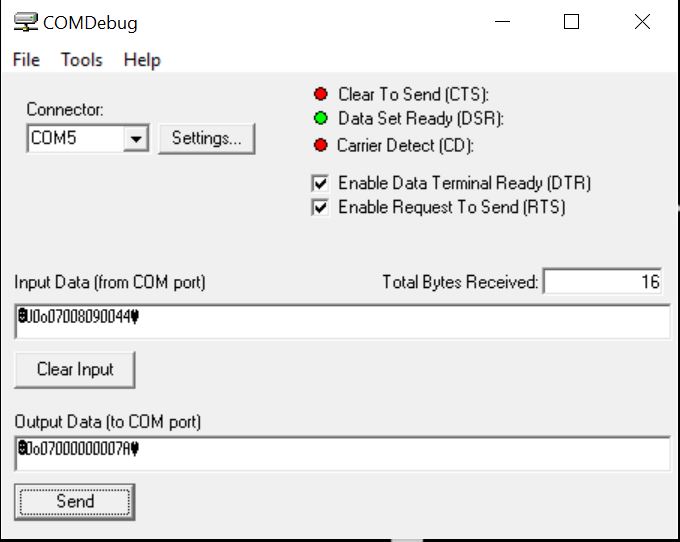 COMDebug
File Tools Help
Connector:
COM5
Settings...
Clear To Send (CTS):
Data Set Ready (DSR):
Carrier Detect (CD):
Enable Data Terminal Ready (DTR)
Enable Request To Send (RTS)
Input Data (from COM port)
Total Bytes Received: 16
☻U0o07008090044♥
Clear Input
Output Data (to COM port)
☻Jo07000000007A♥
Send